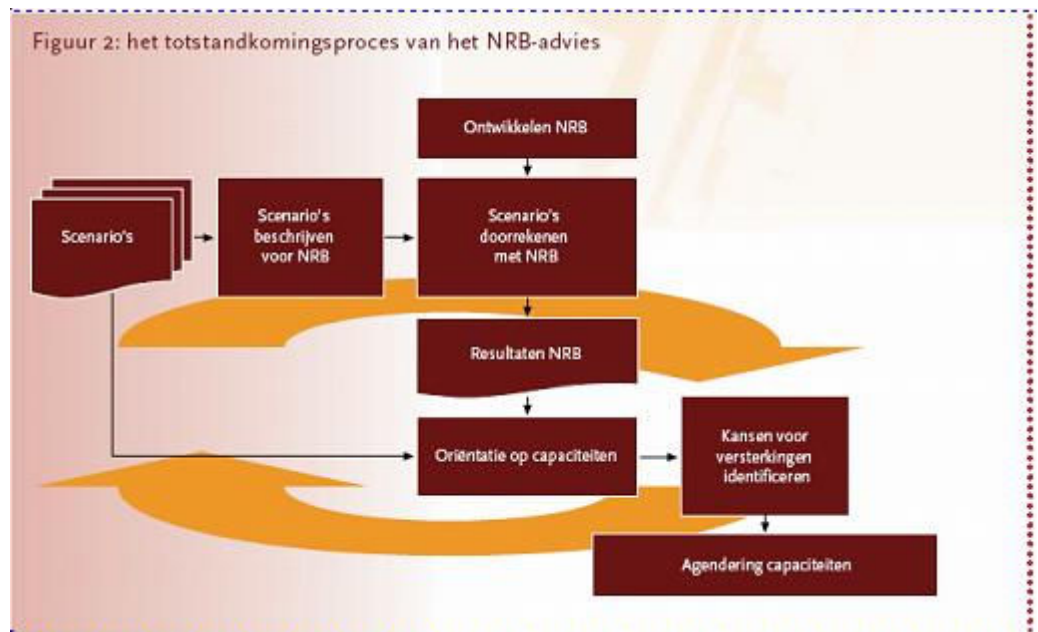 Figuur 2: het totstandkomingsproces van het NRB-advies
Ontwikkelen NRB
Scenario's
Scenario's
beschrijven
voor NRB
Scenario's
doorrekenen
met NRB
Resultaten NRB
Oriëntatie op capaciteiten
Kansen voor
versterkingen
identificeren
Agendering capaciteiten